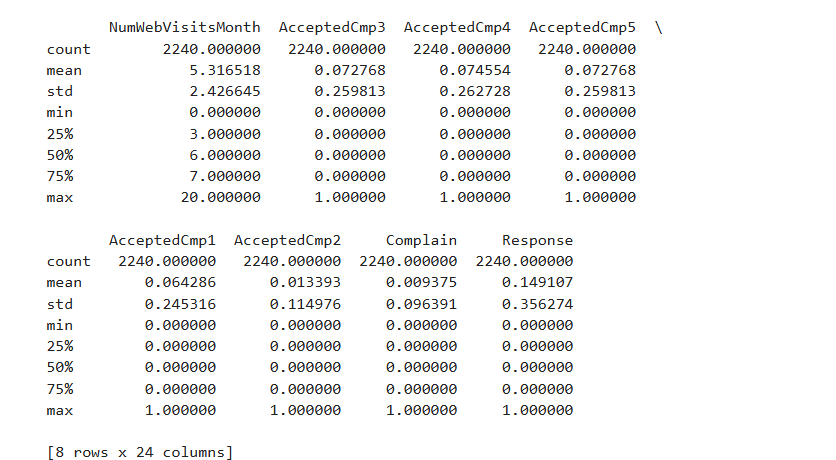 NumWebVisitsMonth AcceptedCmp3 AcceptedCmp4 AcceptedCmp5 \
count 2240.000000 2240.000000 2240.000000 2240.000000
mean 5.316518 0.072768 0.074554 0.072768
std 2.426645 0.259813 0.262728 0.259813
min 0.000000 0.000000 0.000000 0.000000
25% 3.000000 0.000000 0.000000 0.000000
50% 6.000000 0.000000 0.000000 0.000000
75% 7.000000 0.000000 0.000000 0.000000
max 20.000000 1.000000 1.000000 1.000000
AcceptedCmp1 AcceptedCmp2 Complain Response
count 2240.000000 2240.000000 2240.000000 2240.000000
mean 0.064286 0.013393 0.009375 0.149107
std 0.245316 0.114976 0.096391 0.356274
min 0.000000 0.000000 0.000000 0.000000
25% 0.000000 0.000000 0.000000 0.000000
50% 0.000000 0.000000 0.000000 0.000000
75% 0.000000 0.000000 0.000000 0.000000
max 1.000000 1.000000 1.000000 1.000000
[8 rows x 24 columns]